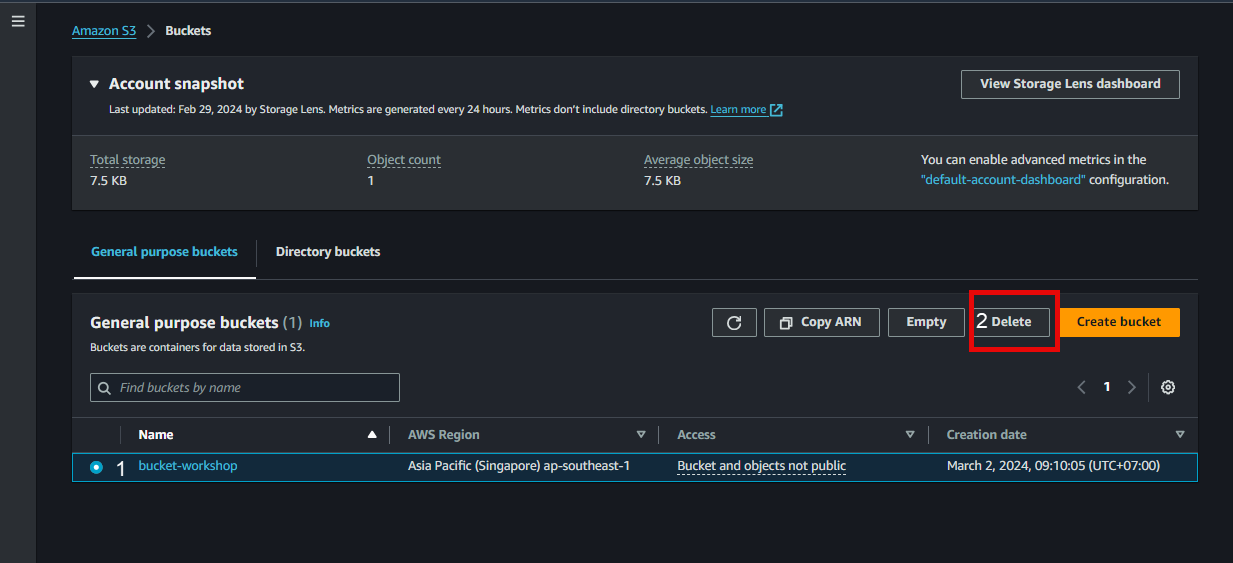 Amazon S3 > Buckets
Account snapshot
View Storage Lens dashboard
Last updated: Feb 29, 2024 by Storage Lens. Metrics are generated every 24 hours. Metrics don't include directory buckets. Learn more
Total storage
7.5 KB
Object count
1
Average object size
7.5 KB
You can enable advanced metrics in the
"default-account-dashboard" configuration.
General purpose buckets
Directory buckets
General purpose buckets (1) Info
Buckets are containers for data stored in S3.
Copy ARN
Empty
2 Delete
Create bucket
Find buckets by name
1
Name AWS Region Access Creation date
1 bucket-workshop Asia Pacific (Singapore) ap-southeast-1 Bucket and objects not public March 2, 2024, 09:10:05 (UTC+07:00)